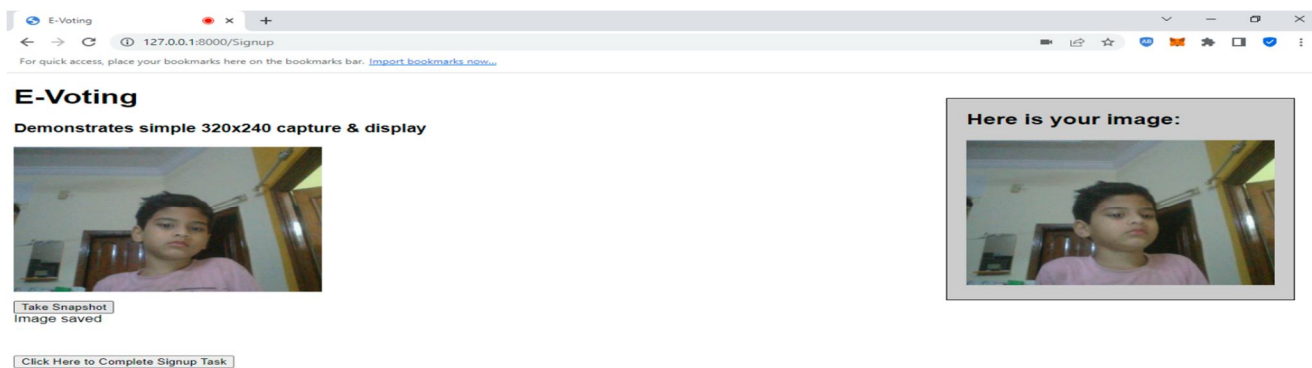 E-Voting
127.0.0.1:8000/Signup
For quick access, place your bookmarks here on the bookmarks bar. Import bookmarks now...
E-Voting
Demonstrates simple 320x240 capture & display
Here is your image:
Take Snapshot
Image saved
Click Here to Complete Signup Task